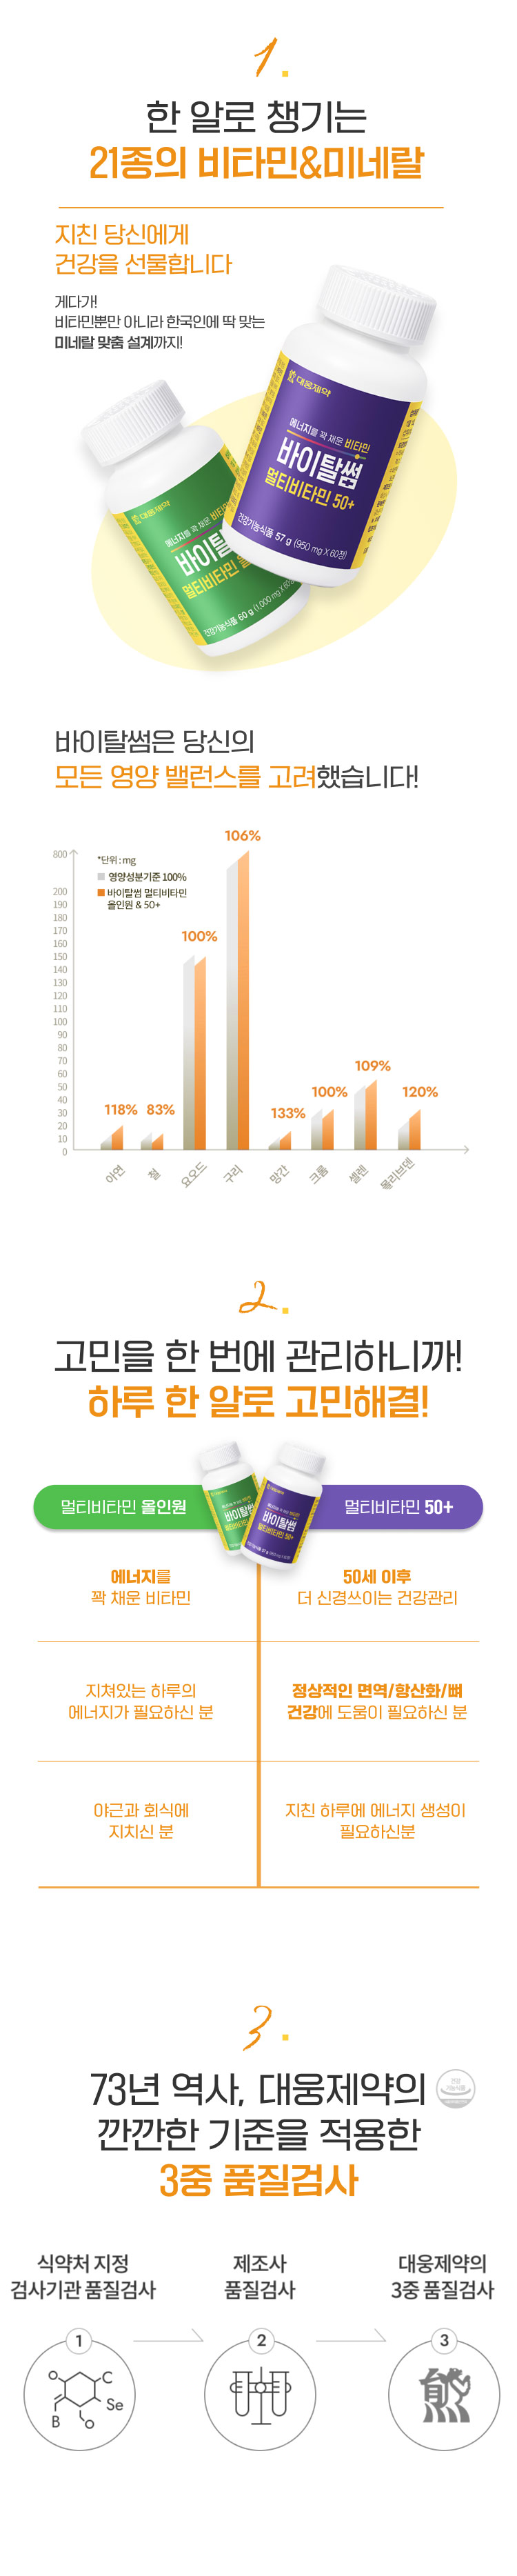 1.
한 알로 챙기는
21종의 비타민&미네랄
지친 당신에게
건강을 선물합니다
게다가!
비타민뿐만 아니라 한국인에 딱 맞는
미네랄 맞춤 설계까지!
대웅제약
에너지를 꽉 채운 비타민
바이탈썸
멀티비타민 50+
건강기능식품 57 g (950 mg X 60정)
대웅제약
에너지를 꽉 채운 비타
바이탈
멀티비타민
건강기능식품 60 g (1,000 mg X 60정
바이탈썸은 당신의
모든 영양 밸런스를 고려했습니다!
*단위 : mg
영양성분기준 100%
바이탈썸 멀티비타민
올인원 & 50+
800
200
190
180
170
160
150
140
130
120
110
100
90
80
70
60
50
40
30
20
10
0
118%
83%
100%
106%
133%
100%
109%
120%
아연
철
요오드
구리
망간
크롬
셀렌
몰리브덴
2.
고민을 한 번에 관리하니까!
하루 한 알로 고민해결!
멀티비타민 올인원
멀티비타민 50+
바이탈썸
멀티비타민 50+
에너지를
꽉 채운 비타민
50세 이후
더 신경쓰이는 건강관리
지쳐있는 하루의
에너지가 필요하신 분
정상적인 면역/항산화/뼈
건강에 도움이 필요하신 분
야근과 회식에
지치신 분
지친 하루에 에너지 생성이
필요하신분
3.
73년 역사, 대웅제약의
깐깐한 기준을 적용한
3중 품질검사
건강
기능식품
식약처 지정
검사기관 품질검사
제조사
품질검사
대웅제약의
3중 품질검사
1
2
3
O
C
Se
B
O